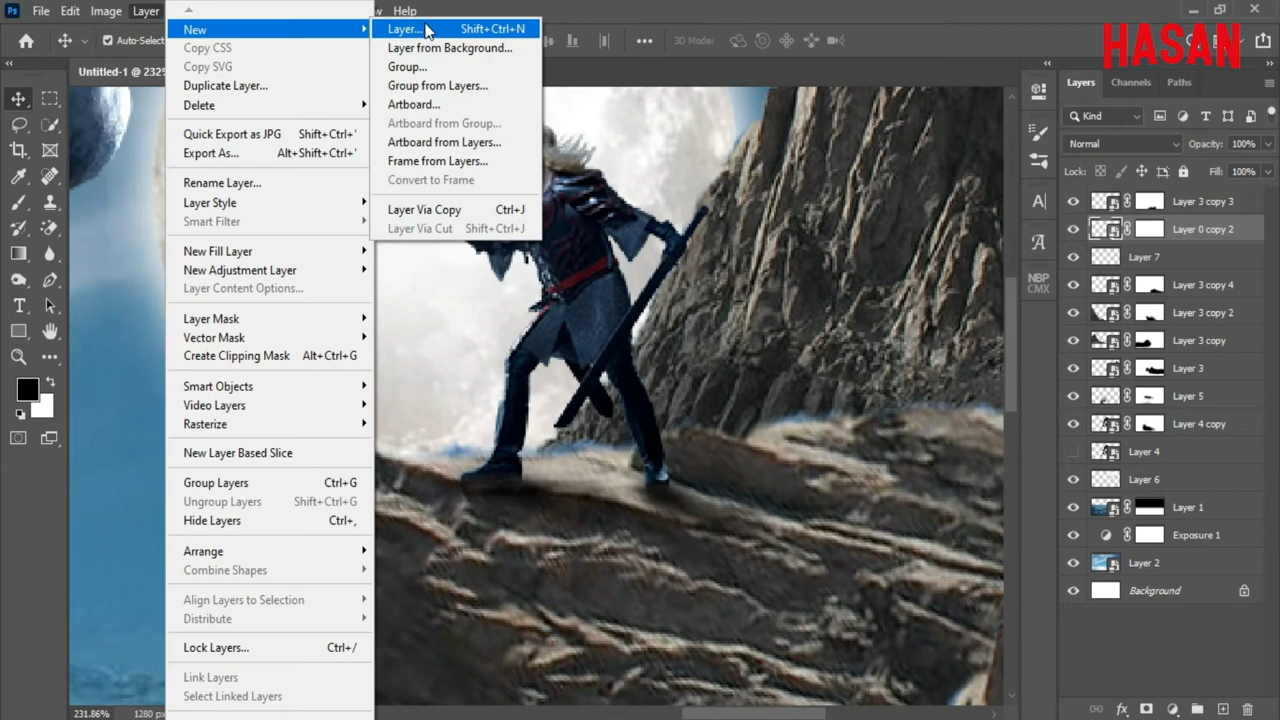 Ps File Edit Image Layer w Help
Auto-Select
3D Mode:
HASAN
Untitled-1 @ 232%
New
Copy CSS
Copy SVG
Duplicate Layer...
Delete
Quick Export as JPG Shift+Ctrl+'
Export As... Alt+Shift+Ctrl+'
Rename Layer...
Layer Style
Smart Filter
New Fill Layer
New Adjustment Layer
Layer Content Options...
Layer Mask
Vector Mask
Create Clipping Mask Alt+Ctrl+G
Smart Objects
Video Layers
Rasterize
New Layer Based Slice
Group Layers Ctrl+G
Ungroup Layers Shift+Ctrl+G
Hide Layers Ctrl+,
Arrange
Combine Shapes
Align Layers to Selection
Distribute
Lock Layers... Ctrl+/
Link Layers
Select Linked Layers
Layer... Shift+Ctrl+N
Layer from Background...
Group...
Group from Layers...
Artboard...
Artboard from Group...
Artboard from Layers...
Frame from Layers...
Convert to Frame
Layer Via Copy Ctrl+J
Layer Via Cut Shift+Ctrl+J
NBP
CMX
Layers Channels Paths
Kind
Normal Opacity: 100%
Lock: Fill: 100%
Layer 3 copy 3
Layer 0 copy 2
Layer 7
Layer 3 copy 4
Layer 3 copy 2
Layer 3 copy
Layer 3
Layer 5
Layer 4 copy
Layer 4
Layer 6
Layer 1
Exposure 1
Layer 2
Background
231.86% 1280 px